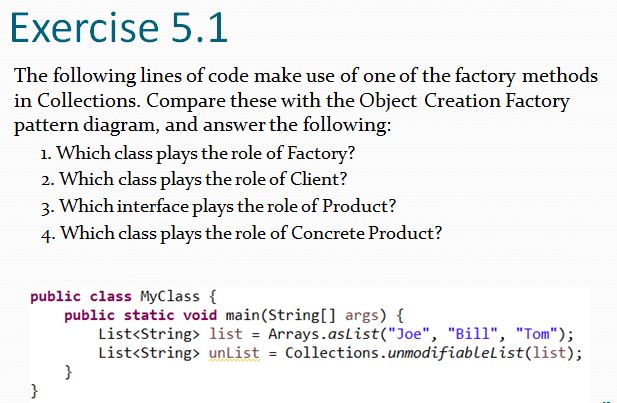 Exercise 5.1
The following lines of code make use of one of the factory methods
in Collections. Compare these with the Object Creation Factory
pattern diagram, and answer the following:
1. Which class plays the role of Factory?
2. Which class plays the role of Client?
3. Which interface plays the role of Product?
4. Which class plays the role of Concrete Product?
public class MyClass {
public static void main(String[] args) {
List<String> list = Arrays.asList("Joe", "Bill", "Tom");
List<String> unList = Collections.unmodifiableList(list);
}
}